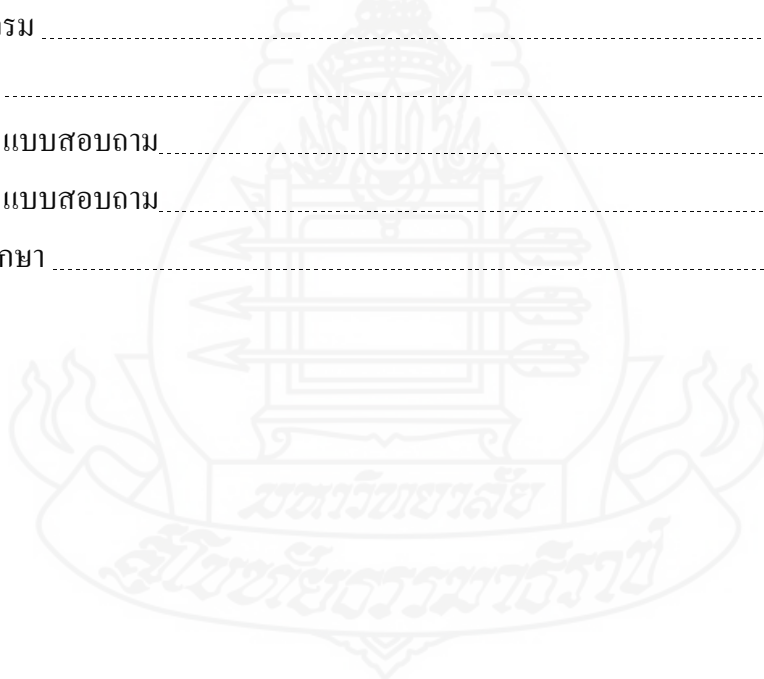 รรม
แบบสอบถาม
แบบสอบถาม
กษา
มหาวิทยาลัย
สุโขทัยธรรมาธิราช